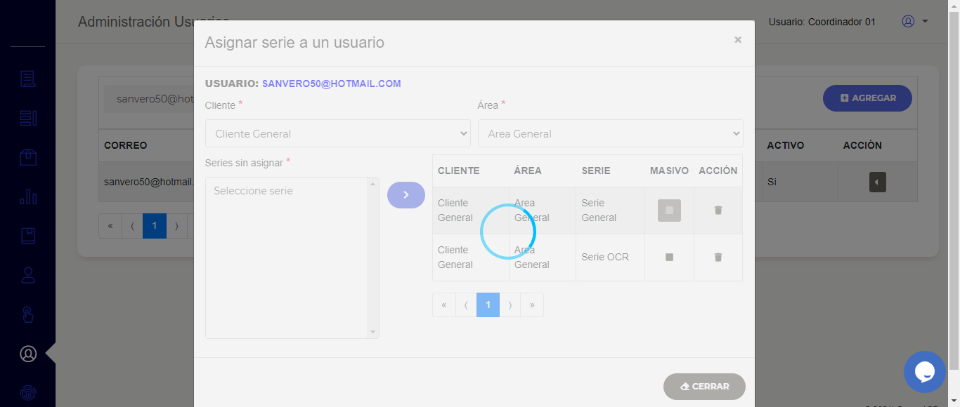 Administración Usuarios
Usuario: Coordinador 01
Asignar serie a un usuario
×
USUARIO: SANVERO50@HOTMAIL.COM
Cliente *
Área *
Cliente General
Area General
sanvero50@hot
AGREGAR
CORREO
ACTIVO
ACCIÓN
sanvero50@hotmail.
Si
« ⟨ 1 ⟩
Series sin asignar *
Seleccione serie
CLIENTE ÁREA SERIE MASIVO ACCIÓN
Cliente General
Area General
Serie General
Cliente General
Area General
Serie OCR
« ⟨ 1 ⟩ »
CERRAR